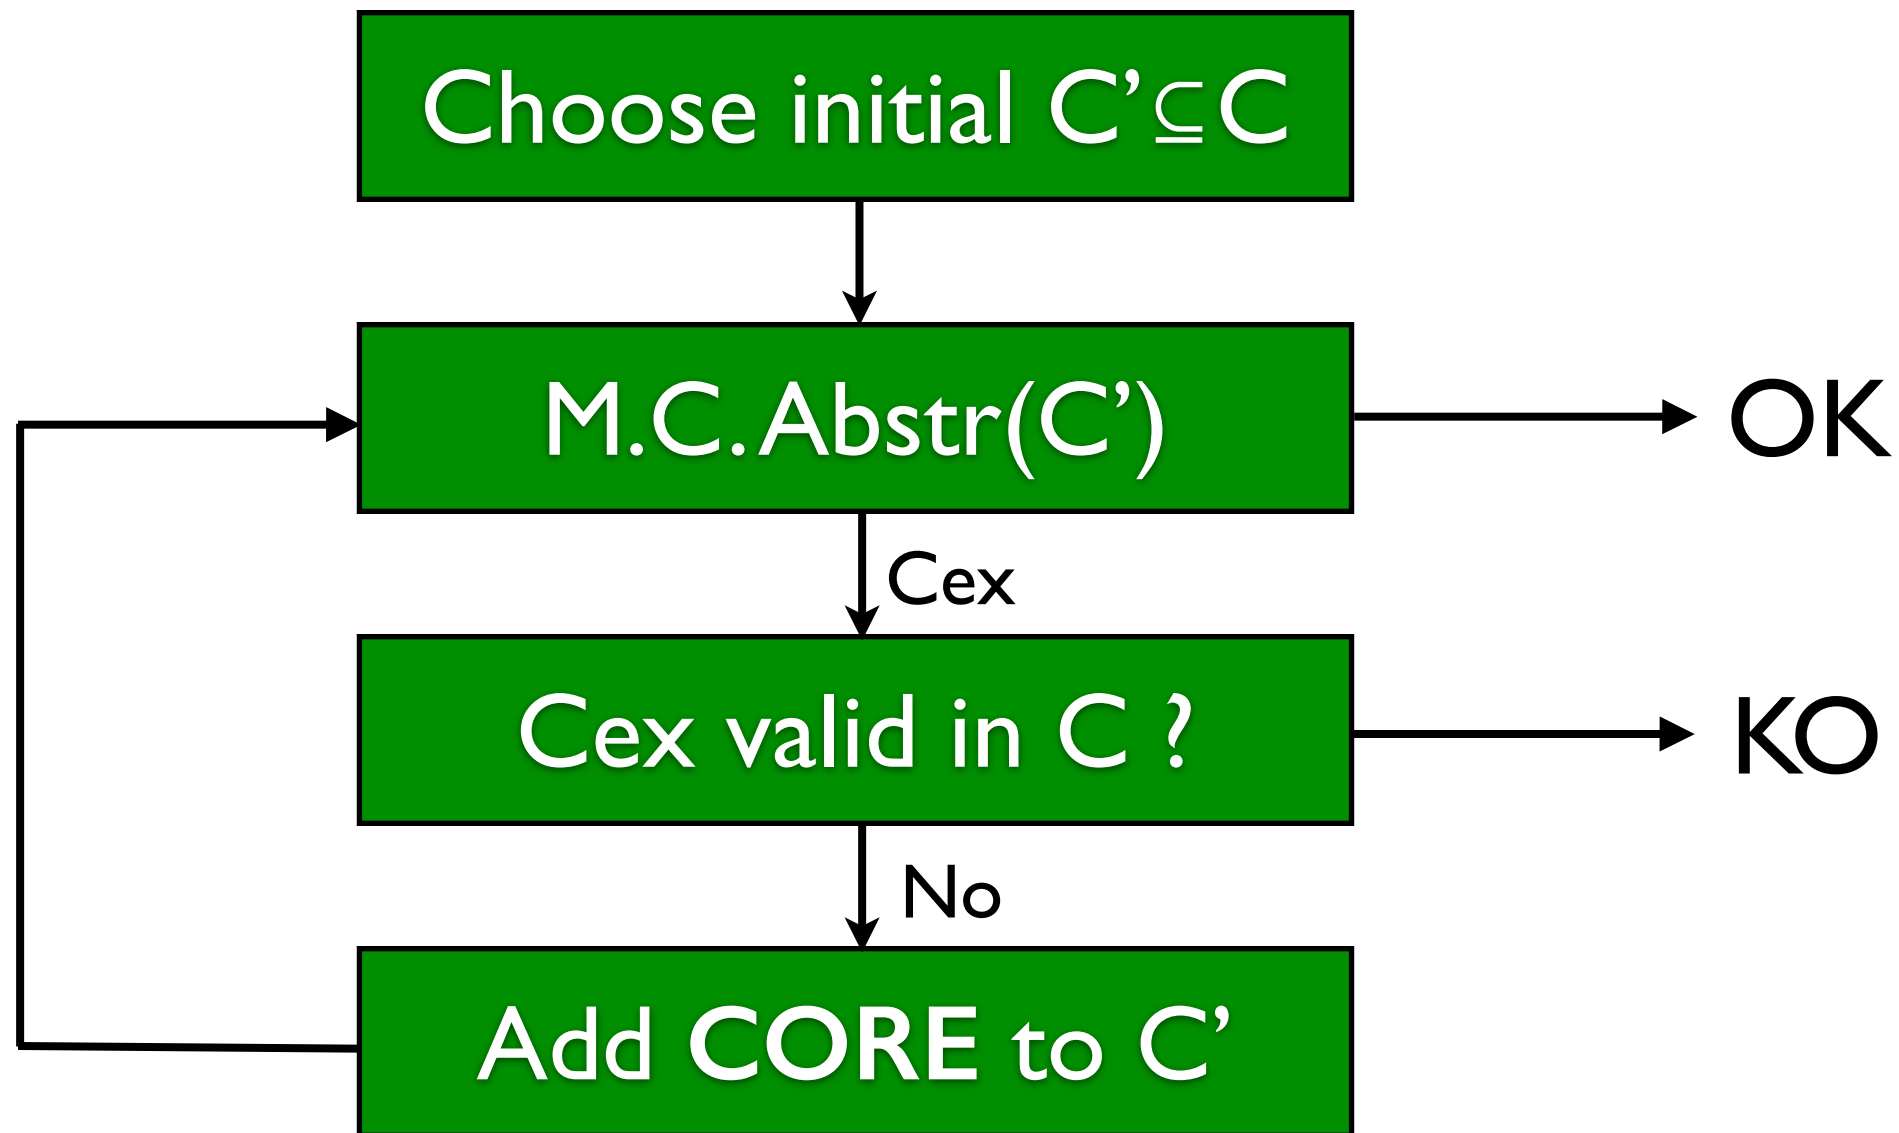 Choose initial C’⊆C
M.C. Abstr(C’)
OK
Cex
Cex valid in C ?
KO
No
Add CORE to C’